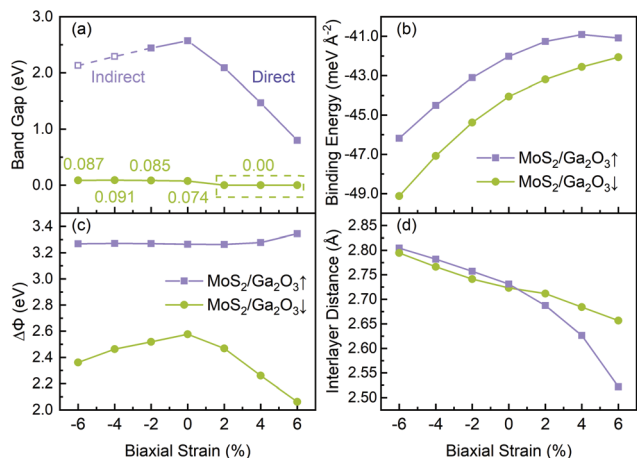 (a)
3.0
2.0
1.0
0.0
Band Gap (eV)
Indirect
Direct
0.087
0.085
0.00
0.091
0.074
(b)
-41.0
-43.0
-45.0
-47.0
-49.0
Binding Energy (meV Å-2)
MoS2/Ga2O3↑
MoS2/Ga2O3↓
(c)
3.4
3.2
3.0
2.8
2.6
2.4
2.2
2.0
ΔΦ (eV)
MoS2/Ga2O3↑
MoS2/Ga2O3↓
-6 -4 -2 0 2 4 6
Biaxial Strain (%)
(d)
2.85
2.80
2.75
2.70
2.65
2.60
2.55
2.50
Interlayer Distance (Å)
-6 -4 -2 0 2 4 6
Biaxial Strain (%)